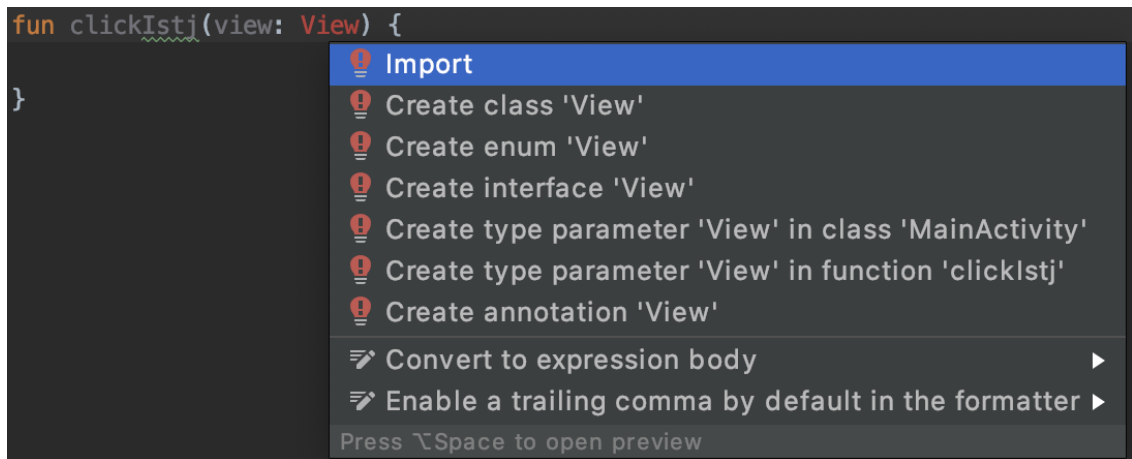 fun clickIstj(view: View) {
Import
}
Create class 'View'
Create enum 'View'
Create interface 'View'
Create type parameter 'View' in class 'MainActivity'
Create type parameter 'View' in function 'clickIstj'
Create annotation 'View'
Convert to expression body
Enable a trailing comma by default in the formatter
Press ⌥Space to open preview